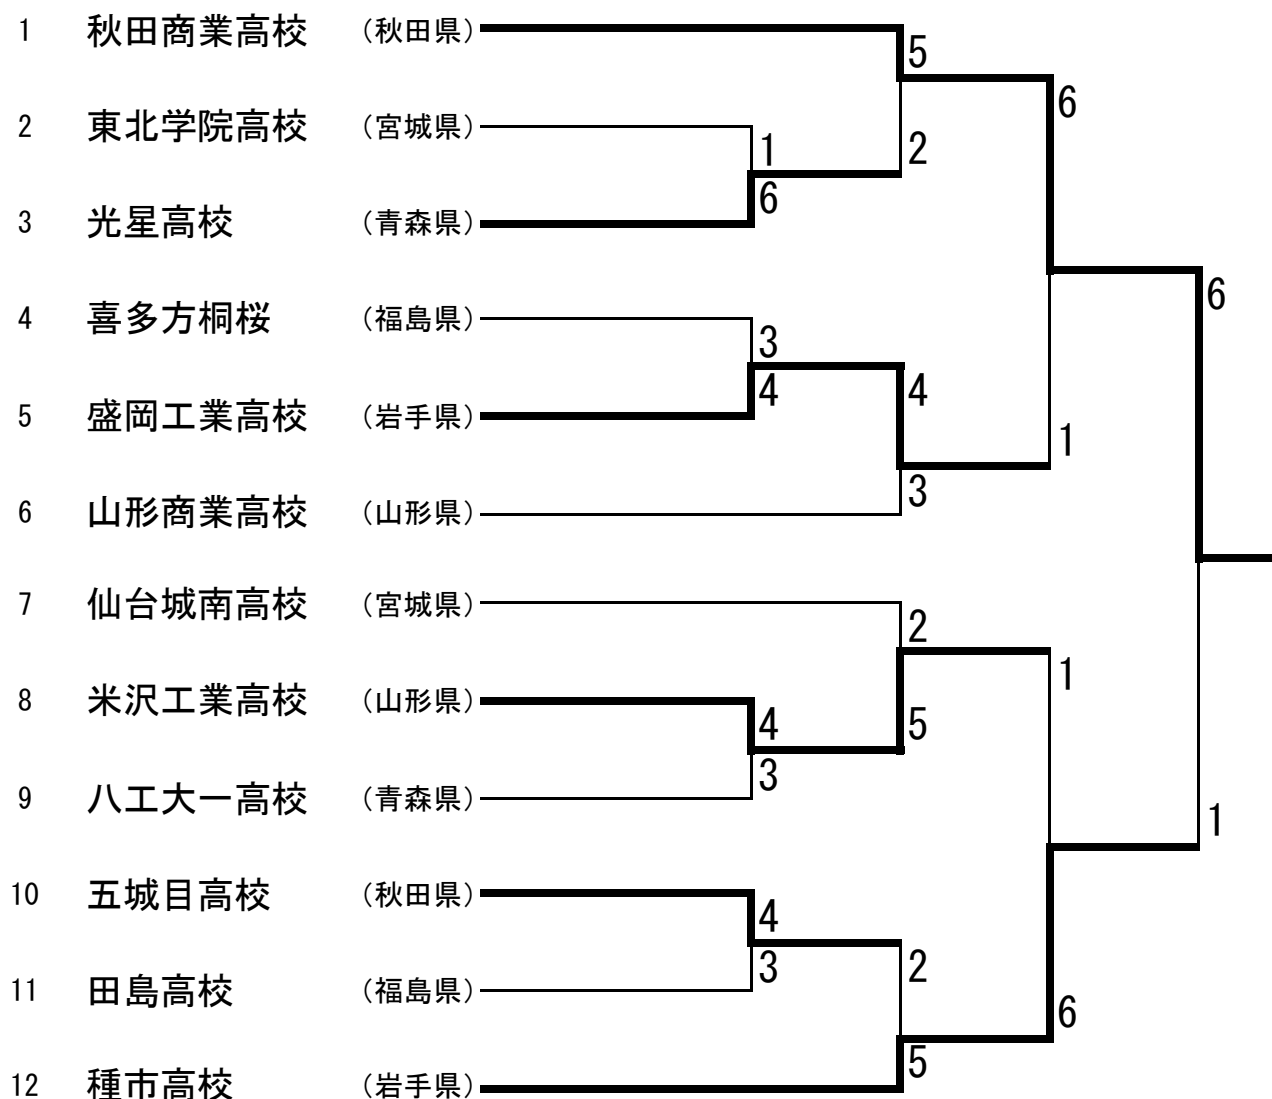 1 秋田商業高校 (秋田県)
5
6
2 東北学院高校 (宮城県)
1
2
6
3 光星高校 (青森県)
6
4 喜多方桐桜 (福島県)
3
4
4
5 盛岡工業高校 (岩手県)
1
3
6 山形商業高校 (山形県)
7 仙台城南高校 (宮城県)
2
1
8 米沢工業高校 (山形県)
4
5
3
9 八工大一高校 (青森県)
1
10 五城目高校 (秋田県)
4
3
2
11 田島高校 (福島県)
6
5
12 種市高校 (岩手県)